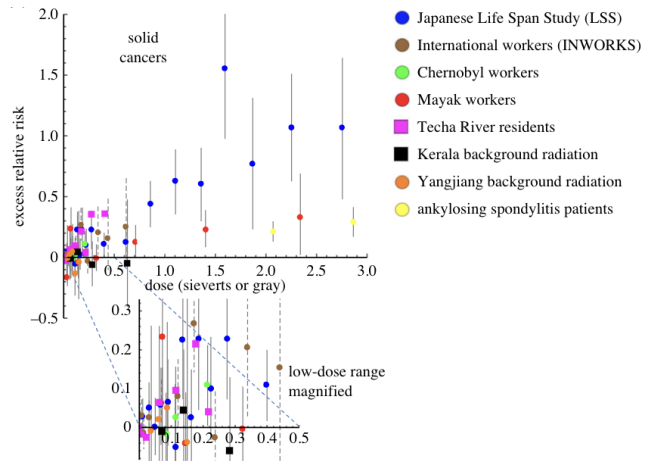 2.0
1.5
1.0
0.5
0
−0.5
excess relative risk
solid
cancers
0.5
1.0
1.5
2.0
2.5
3.0
dose (sieverts or gray)
Japanese Life Span Study (LSS)
International workers (INWORKS)
Chernobyl workers
Mayak workers
Techa River residents
Kerala background radiation
Yangjiang background radiation
ankylosing spondylitis patients
0.3
0.2
0.1
0
0.1
0.2
0.3
0.4
0.5
low-dose range
magnified